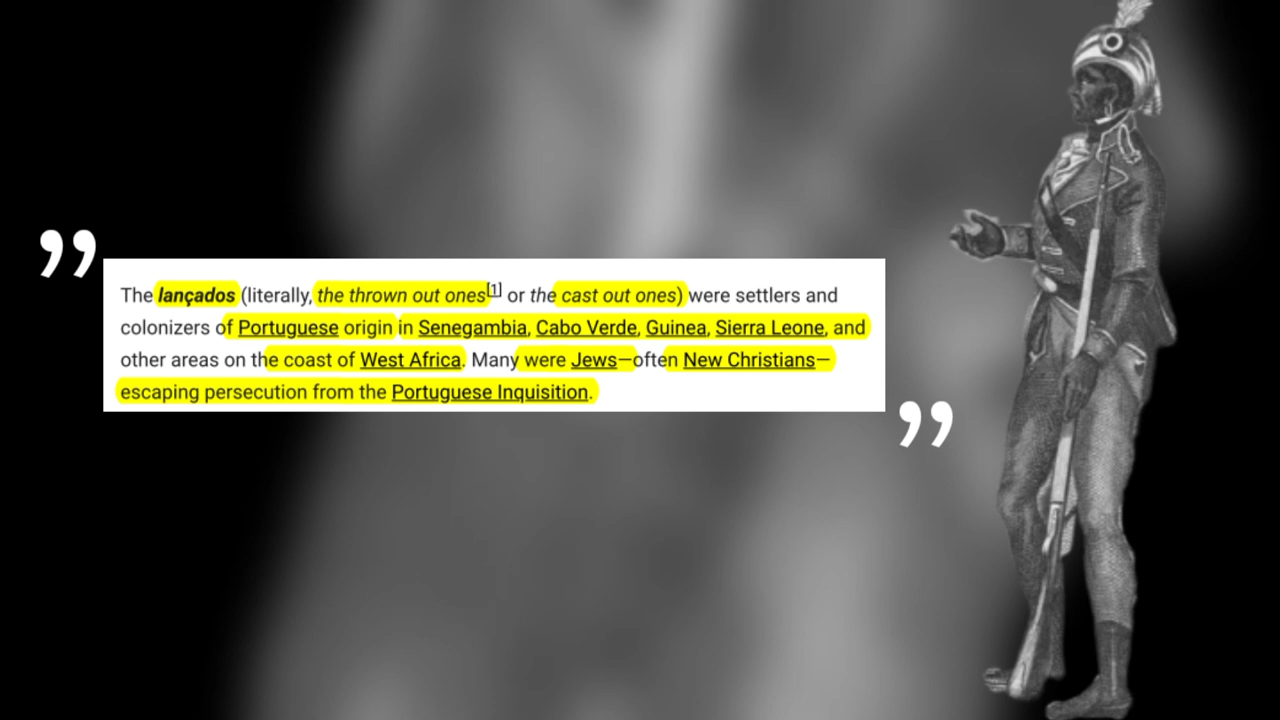 ”
The lançados (literally, the thrown out ones[1] or the cast out ones) were settlers and
colonizers of Portuguese origin in Senegambia, Cabo Verde, Guinea, Sierra Leone, and
other areas on the coast of West Africa. Many were Jews—often New Christians—
escaping persecution from the Portuguese Inquisition.
”